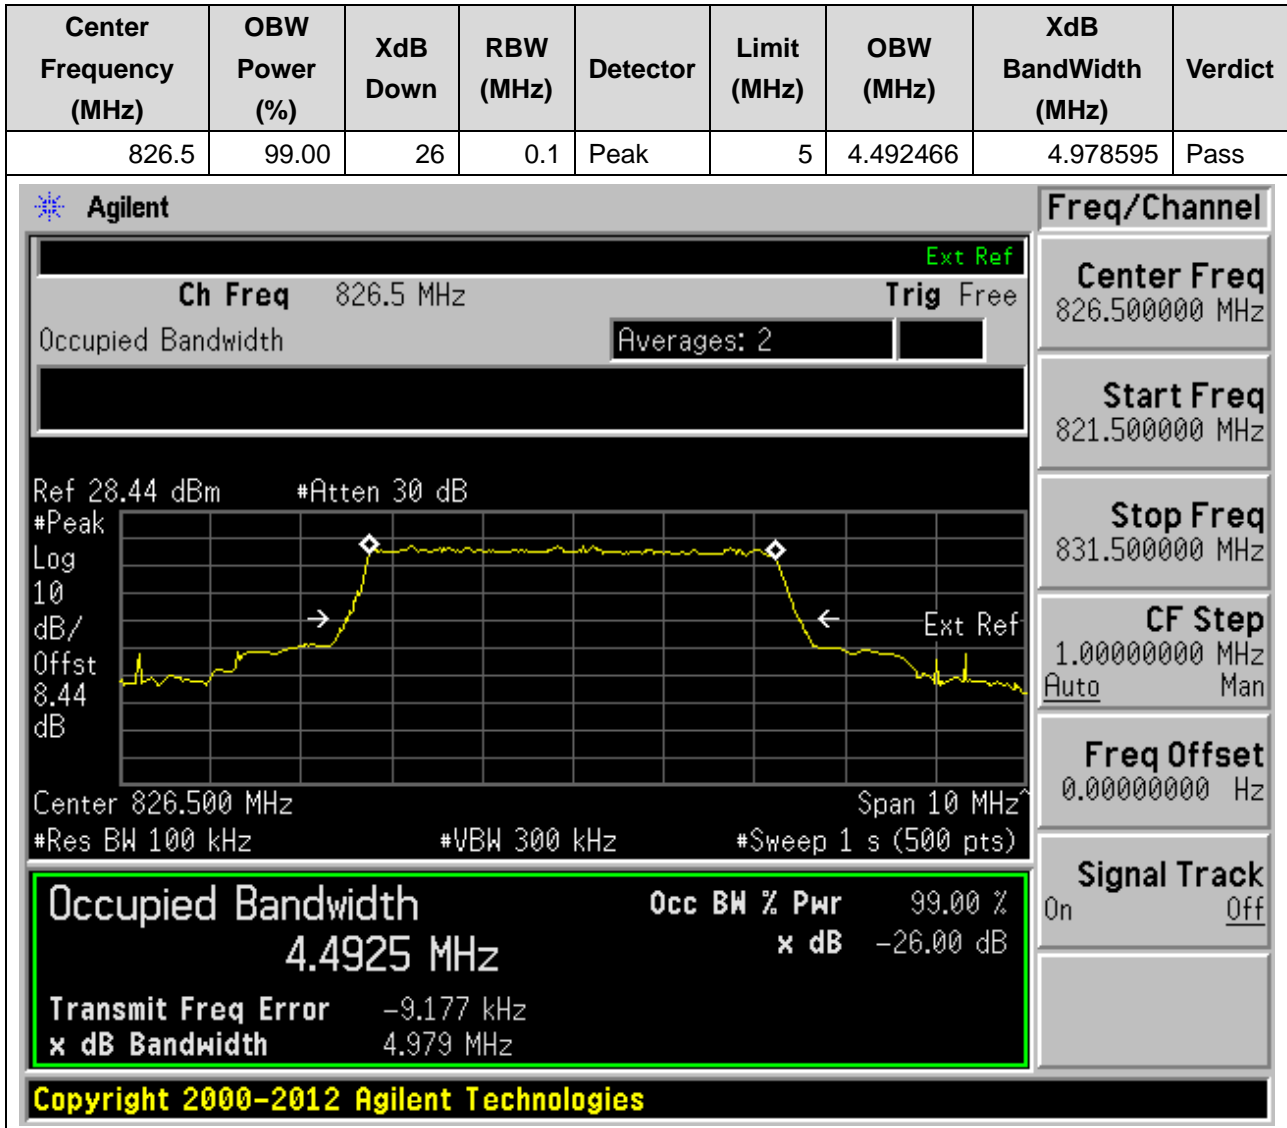 Center Frequency (MHz) OBW Power (%) XdB Down RBW (MHz) Detector Limit (MHz) OBW (MHz) XdB BandWidth (MHz) Verdict
826.5 99.00 26 0.1 Peak 5 4.492466 4.978595 Pass
Agilent
Freq/Channel
Ext Ref
Ch Freq 826.5 MHz Trig Free
Occupied Bandwidth Averages: 2
Center Freq
826.500000 MHz
Start Freq
821.500000 MHz
Stop Freq
831.500000 MHz
CF Step
1.00000000 MHz
Auto Man
Freq Offset
0.00000000 Hz
Signal Track
On Off
Ref 28.44 dBm #Atten 30 dB
#Peak
Log
10
dB/
Offst
8.44
dB
Ext Ref
Center 826.500 MHz Span 10 MHz^
#Res BW 100 kHz #VBW 300 kHz #Sweep 1 s (500 pts)
Occupied Bandwidth
4.4925 MHz
Occ BW % Pwr 99.00 %
x dB -26.00 dB
Transmit Freq Error -9.177 kHz
x dB Bandwidth 4.979 MHz
Copyright 2000-2012 Agilent Technologies